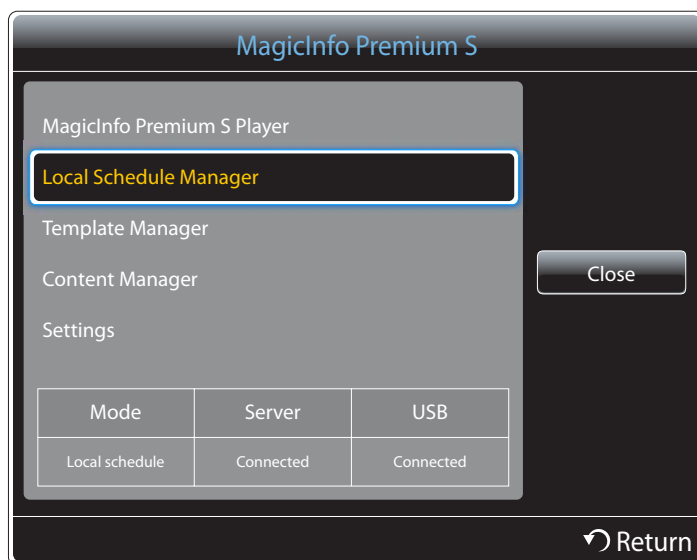 MagicInfo Premium S
MagicInfo Premium S Player
Local Schedule Manager
Template Manager
Content Manager
Settings
Close
Mode Server USB
Local schedule Connected Connected
Return